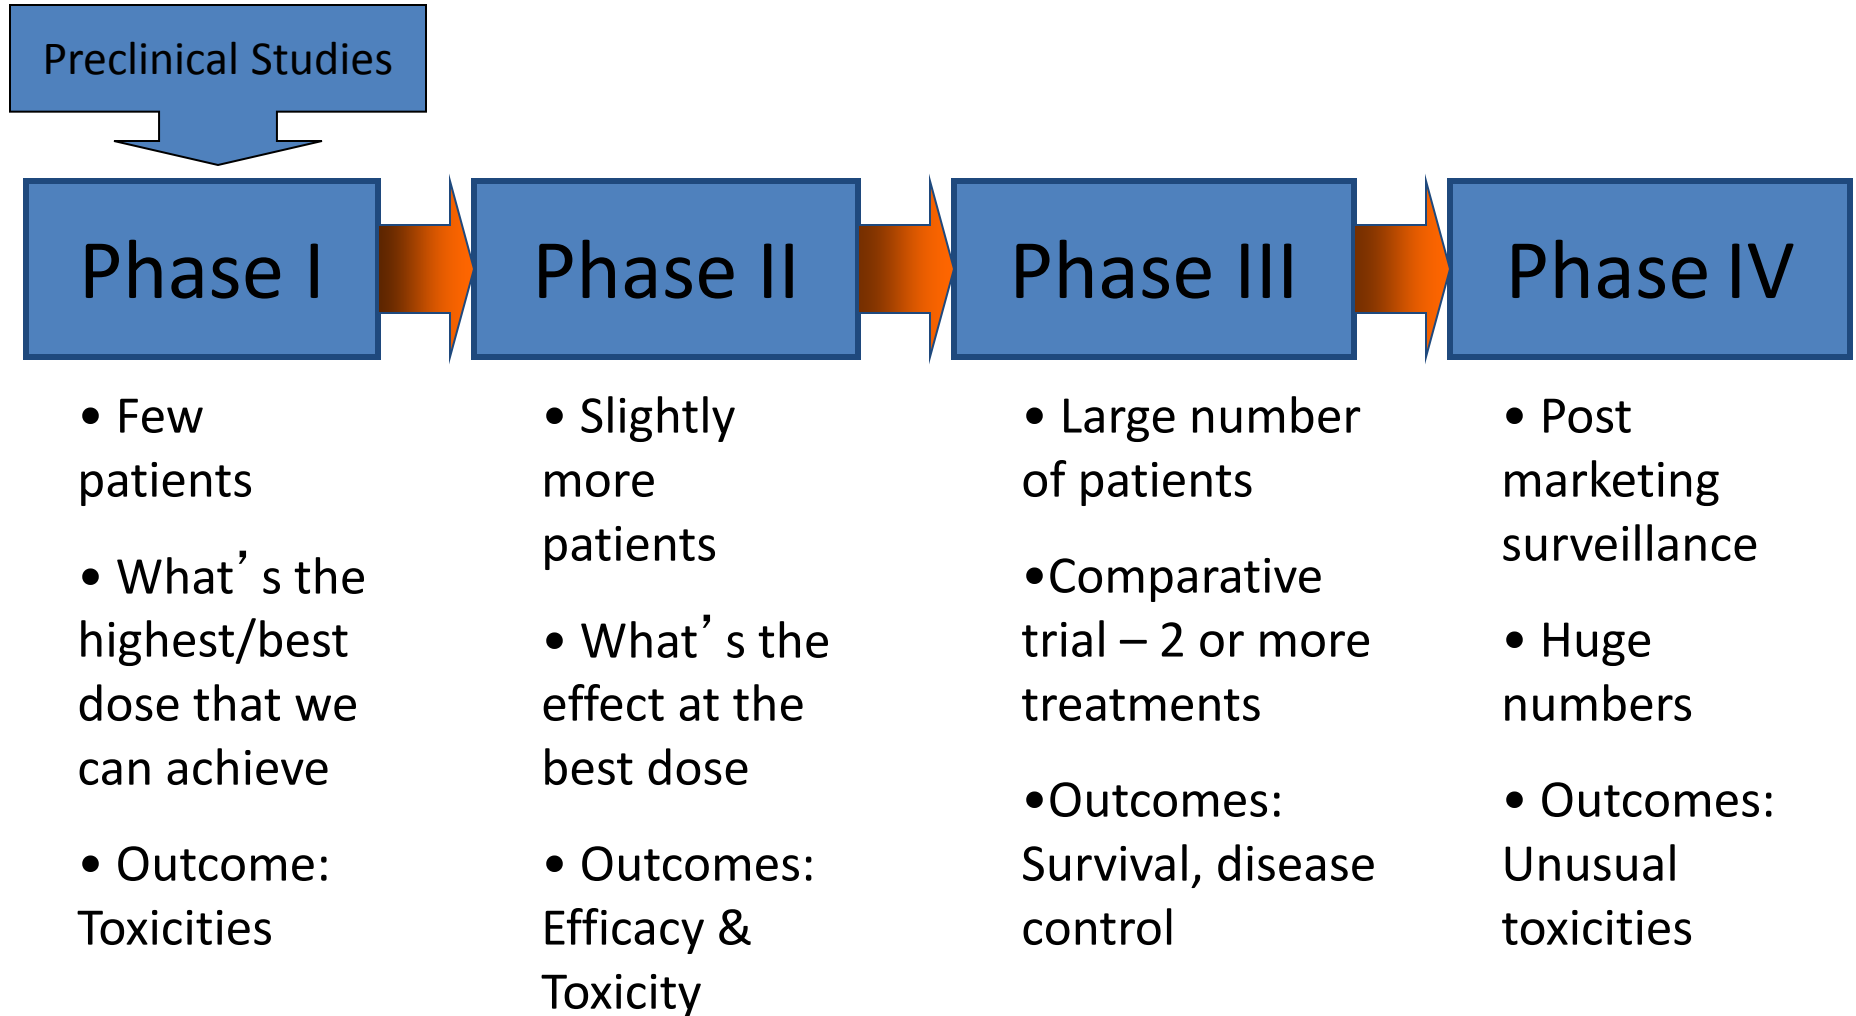 Preclinical Studies
Phase I
Phase II
Phase III
Phase IV
• Few
patients
• What’s the
highest/best
dose that we
can achieve
• Outcome:
Toxicities
• Slightly
more
patients
• What’s the
effect at the
best dose
• Outcomes:
Efficacy &
Toxicity
• Large number
of patients
•Comparative
trial – 2 or more
treatments
•Outcomes:
Survival, disease
control
• Post
marketing
surveillance
• Huge
numbers
• Outcomes:
Unusual
toxicities